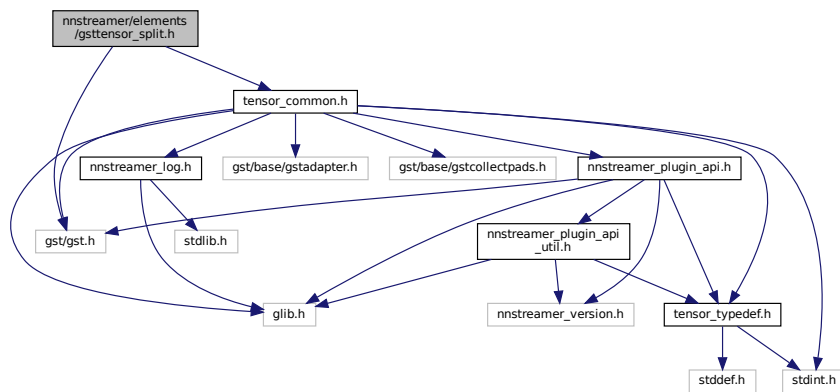 nnstreamer/elements
/gsttensor_split.h
tensor_common.h
nnstreamer_log.h
gst/base/gstadapter.h
gst/base/gstcollectpads.h
nnstreamer_plugin_api.h
gst/gst.h
stdlib.h
nnstreamer_plugin_api
_util.h
glib.h
nnstreamer_version.h
tensor_typedef.h
stddef.h
stdint.h